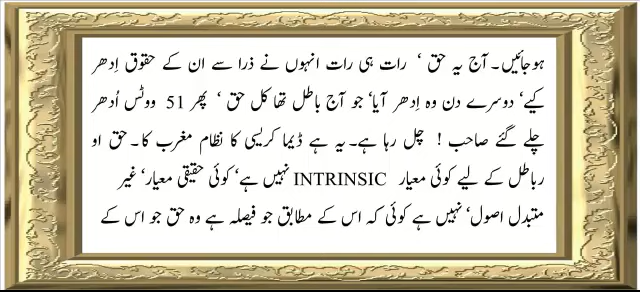 ہوجائیں۔آج یہ حق ‘ رات ہی رات انہوں نے ذرا سے ان کے حقوق اِدھر
کیے‘ دوسرے دن وہ اِدھر آیا‘ جو آج باطل تھا کل حق ‘ پھر 51 ووٹس اُدھر
چلے گئے صاحب ! چل رہا ہے۔یہ ہے ڈیما کریسی کا نظام مغرب کا۔حق او
رباطل کے لیے کوئی معیار INTRINSIC نہیں ہے‘ کوئی حقیقی معیار‘ غیر
متبدل اصول‘ نہیں ہے کوئی کہ اس کے مطابق جو فیصلہ ہے وہ حق جو اس کے